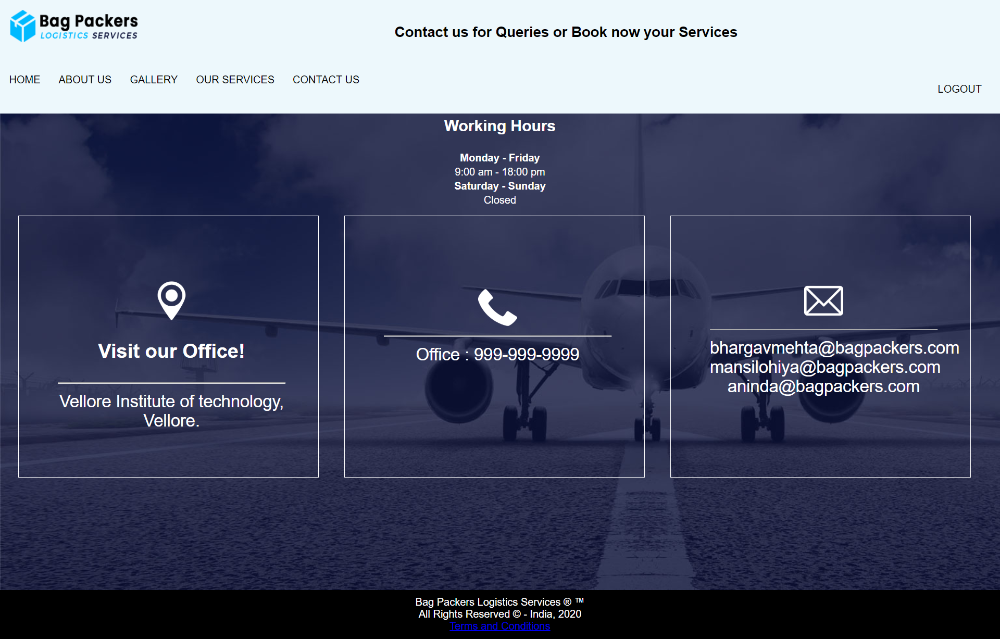 Bag Packers
LOGISTICS SERVICES
Contact us for Queries or Book now your Services
HOME ABOUT US GALLERY OUR SERVICES CONTACT US
LOGOUT
Working Hours
Monday - Friday
9:00 am - 18:00 pm
Saturday - Sunday
Closed
Visit our Office!
Vellore Institute of technology,
Vellore.
Office : 999-999-9999
bhargavmehta@bagpackers.com
mansilohiya@bagpackers.com
aninda@bagpackers.com
Bag Packers Logistics Services ® ™
All Rights Reserved © - India, 2020
Terms and Conditions